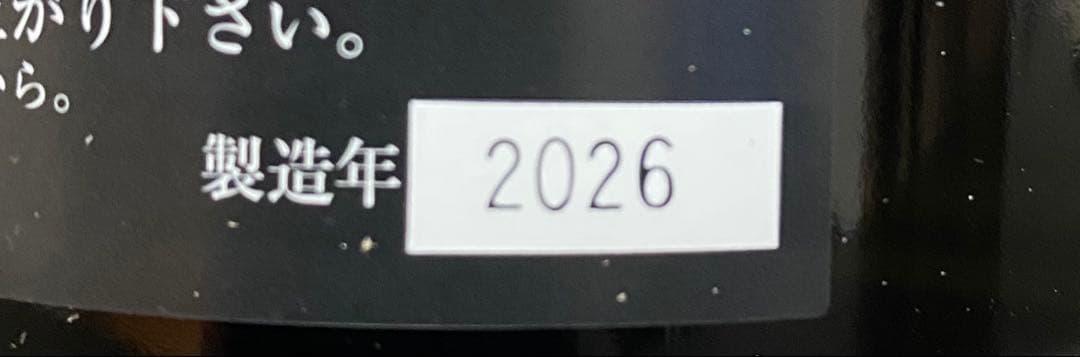 がり下さい。
ら。
製造年 2026